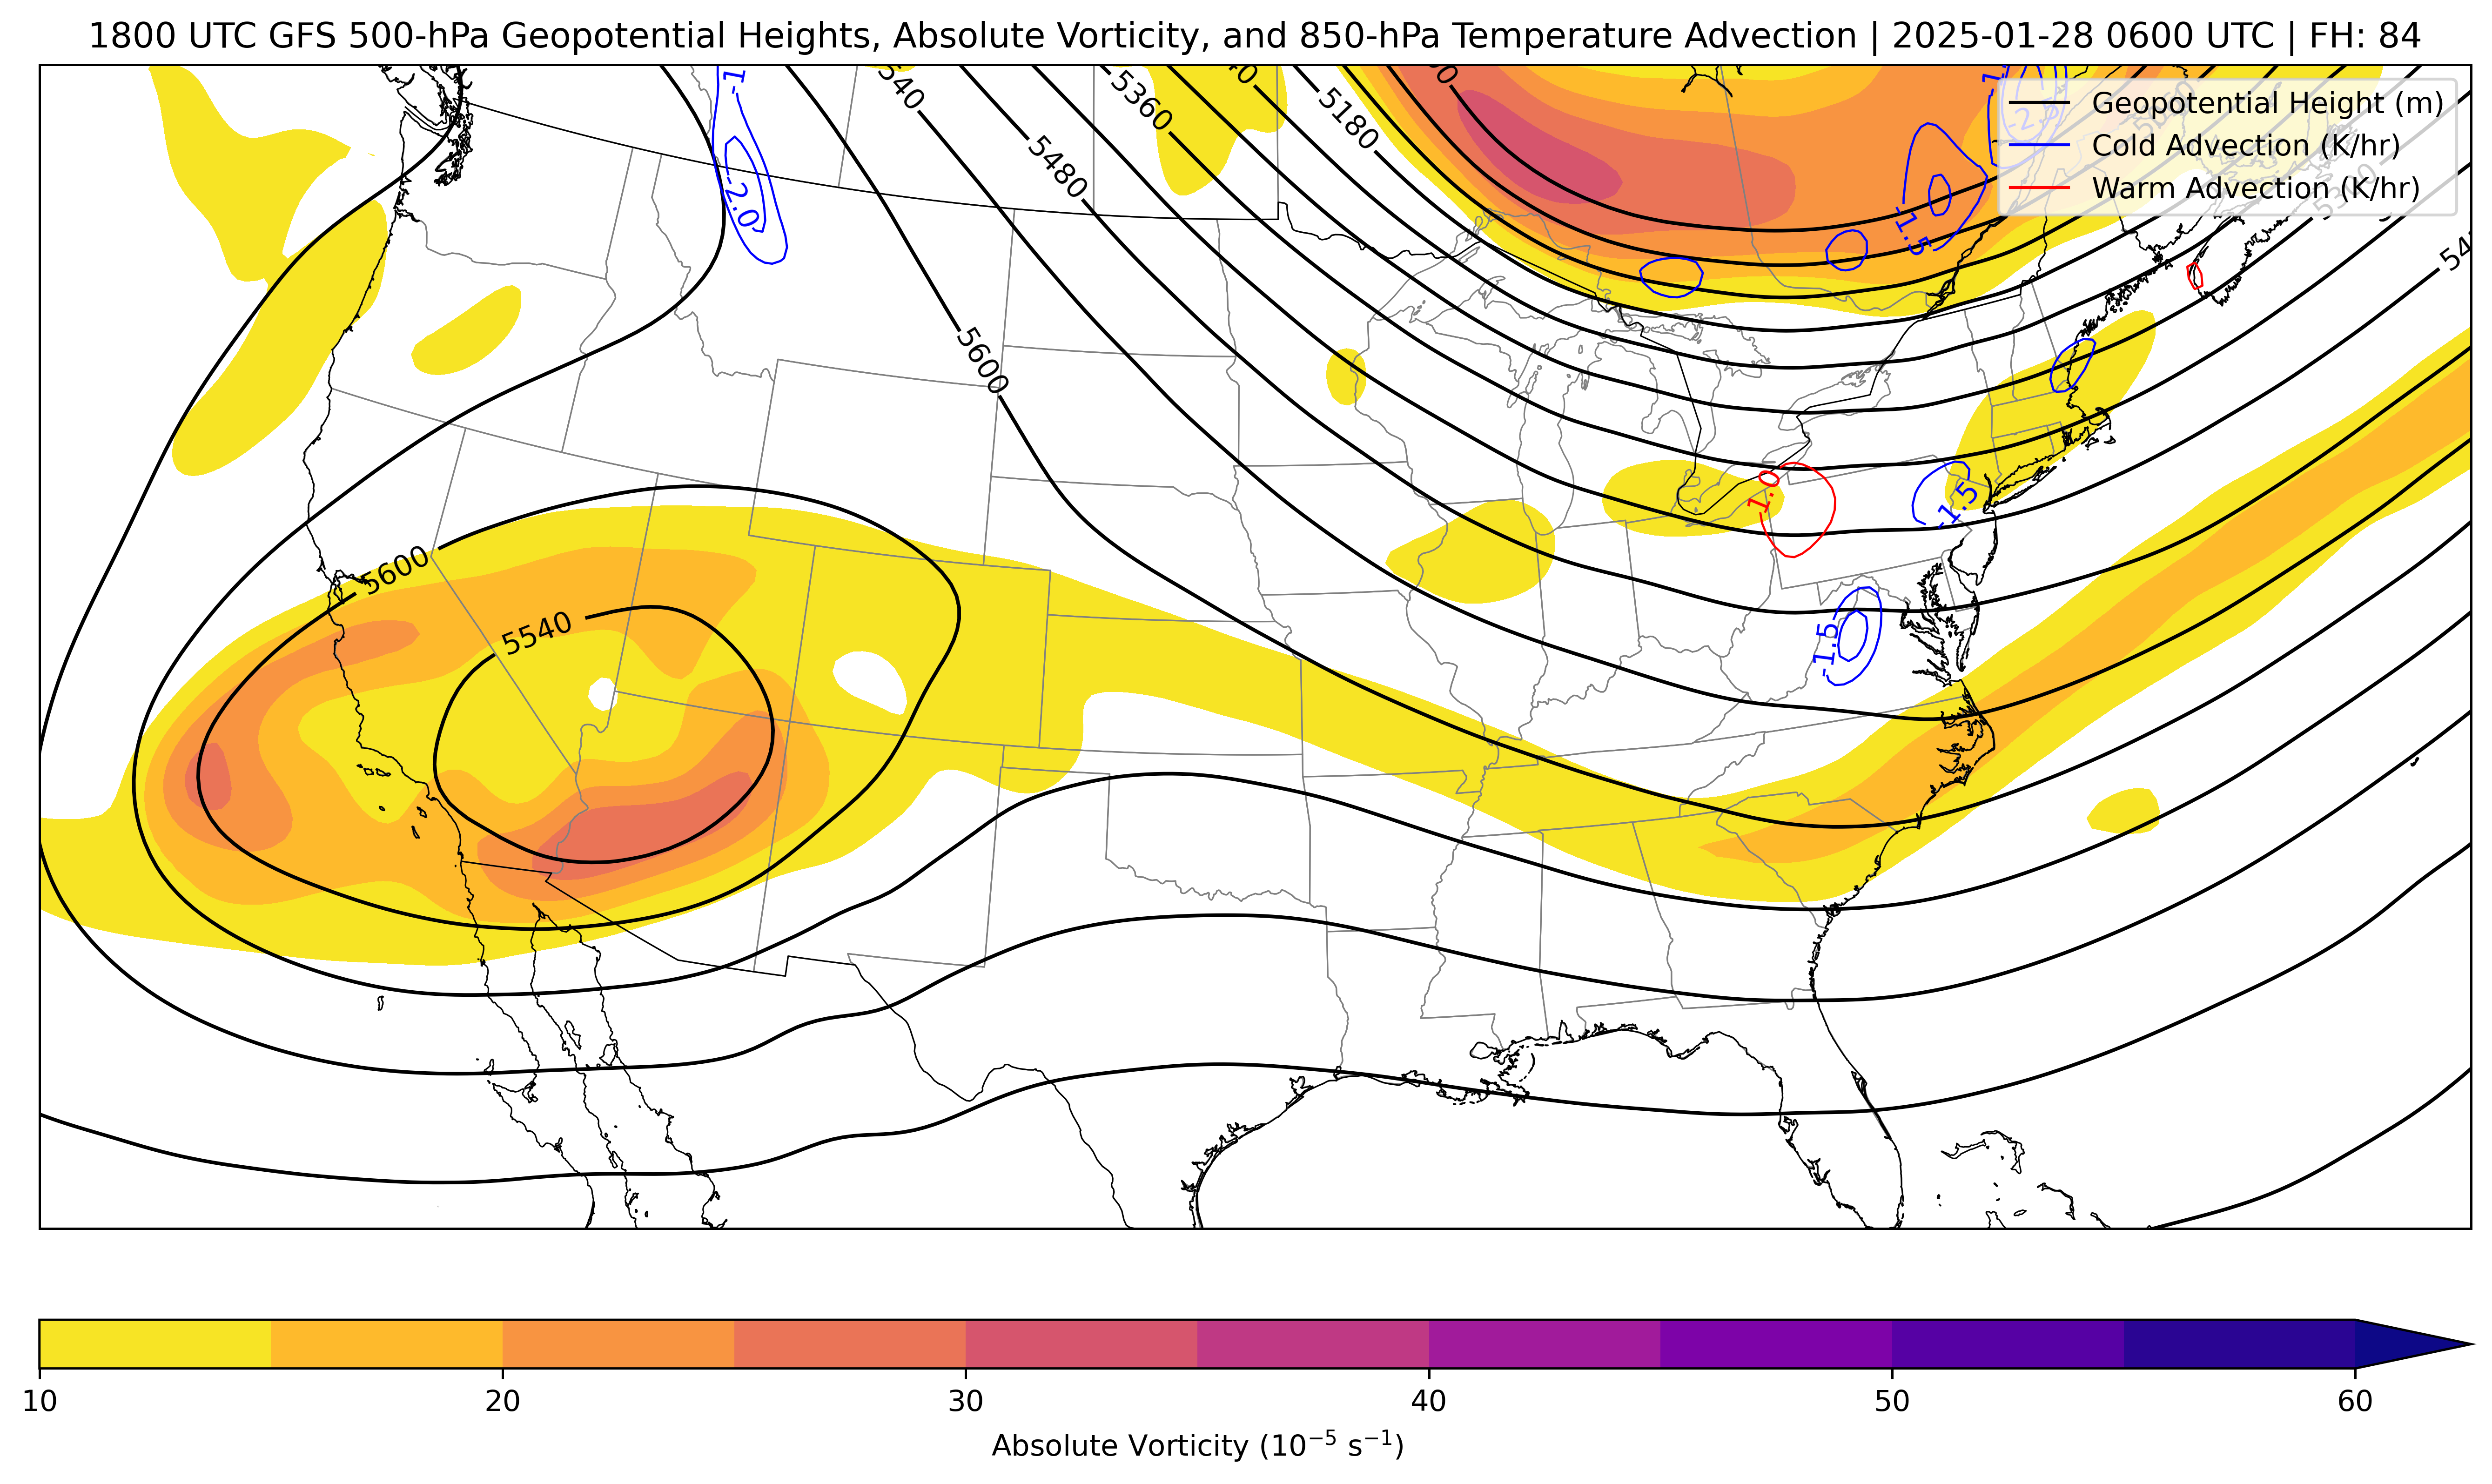 1800 UTC GFS 500-hPa Geopotential Heights, Absolute Vorticity, and 850-hPa Temperature Advection | 2025-01-28 0600 UTC | FH: 84
Geopotential Height (m)
Cold Advection (K/hr)
Warm Advection (K/hr)
5360
5180
5480
-2.0
-1.5
5600
1.0
-1.5
5600
5540
-1.5
10 20 30 40 50 60
Absolute Vorticity (10⁻⁵ s⁻¹)